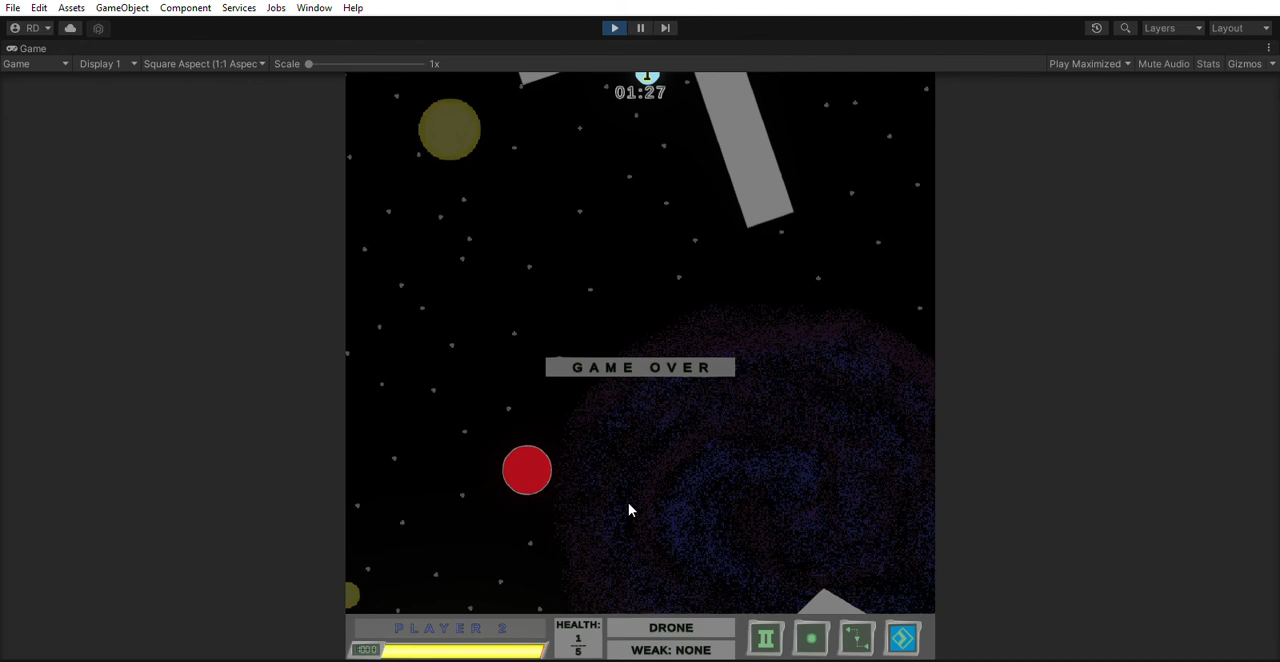 File Edit Assets GameObject Component Services Jobs Window Help
RD Layers Layout
Game
Game Display 1 Square Aspect (1:1 Aspec Scale 1x Play Maximized Mute Audio Stats Gizmos
1
01:27
GAME OVER
PLAYER 2 HEALTH: DRONE
1
5
WEAK: NONE